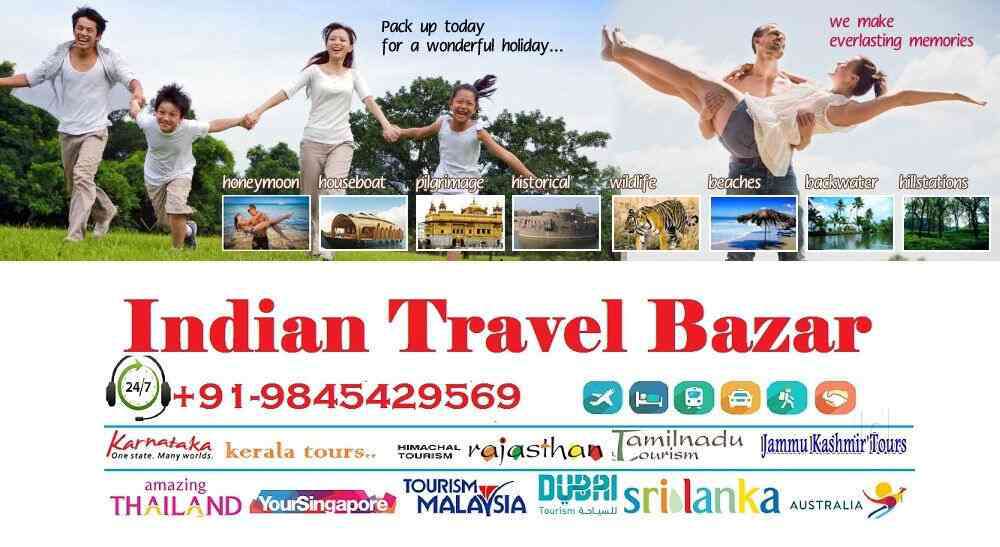 Pack up today
for a wonderful holiday...
we make
everlasting memories
honeymoon houseboat pilgrimage historical wildlife beaches backwater hillstations
Indian Travel Bazar
24/7 +91-9845429569
Karnataka
One state. Many worlds.
kerala tours..
HIMACHAL
TOURISM
rajasthan
Tamilnadu
Tourism
Jammu Kashmir Tours
amazing
THAILAND
YourSingapore
TOURISM
MALAYSIA
DUBAI
Tourism للسياحة
sri lanka
AUSTRALIA